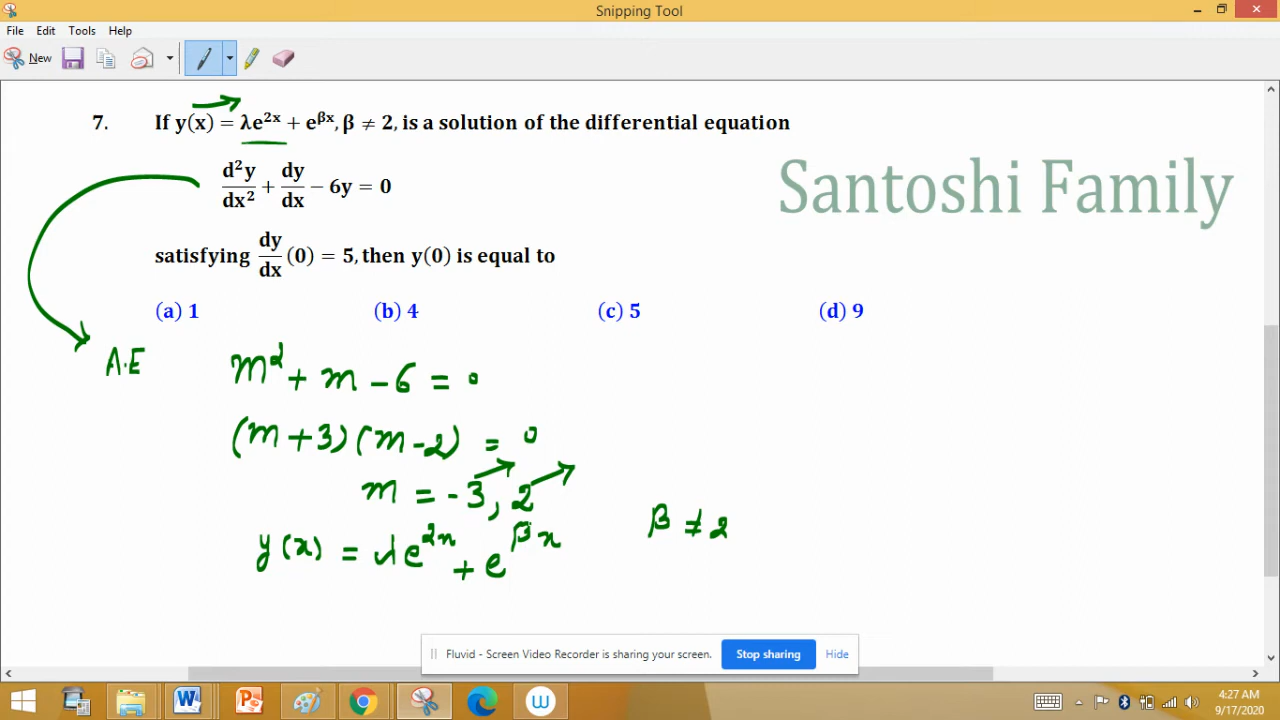 Snipping Tool
File Edit Tools Help
New
7. If y(x) = λe^{2x} + e^{βx}, β ≠ 2, is a solution of the differential equation
d²y/dx² + dy/dx − 6y = 0
satisfying dy/dx (0) = 5, then y(0) is equal to
(a) 1 (b) 4 (c) 5 (d) 9
Santoshi Family
A.E m² + m − 6 = 0
(m + 3)(m − 2) = 0
m = −3, 2
y(x) = λe^{2x} + e^{βx} β ≠ 2
Fluvid - Screen Video Recorder is sharing your screen. Stop sharing Hide
4:27 AM
9/17/2020